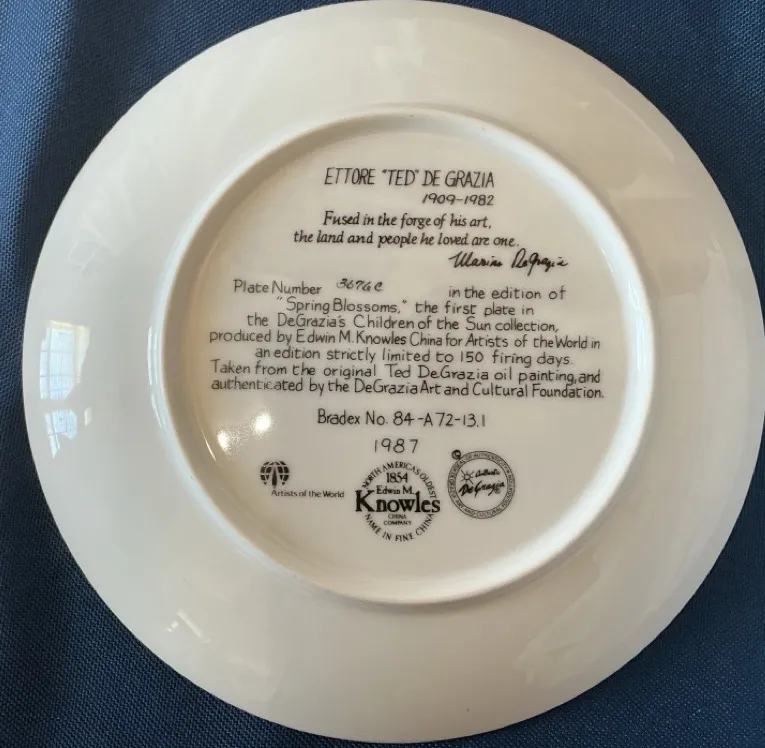 ETTORE "TED" DE GRAZIA
1909-1982
Fused in the forge of his art,
the land and people he loved are one.
Marion DeGrazia
Plate Number 3676C in the edition of
"Spring Blossoms," the first plate in
the DeGrazia's Children of the Sun collection,
produced by Edwin M. Knowles China for Artists of the World in
an edition strictly limited to 150 firing days.
Taken from the original Ted DeGrazia oil painting, and
authenticated by the DeGrazia Art and Cultural Foundation.
Bradex No. 84-A72-13.1
1987
Artists of the World
NORTH AMERICA'S OLDEST
1854
Edwin M.
Knowles
CHINA
COMPANY
NAME IN FINE CHINA
Authentic
DeGrazia